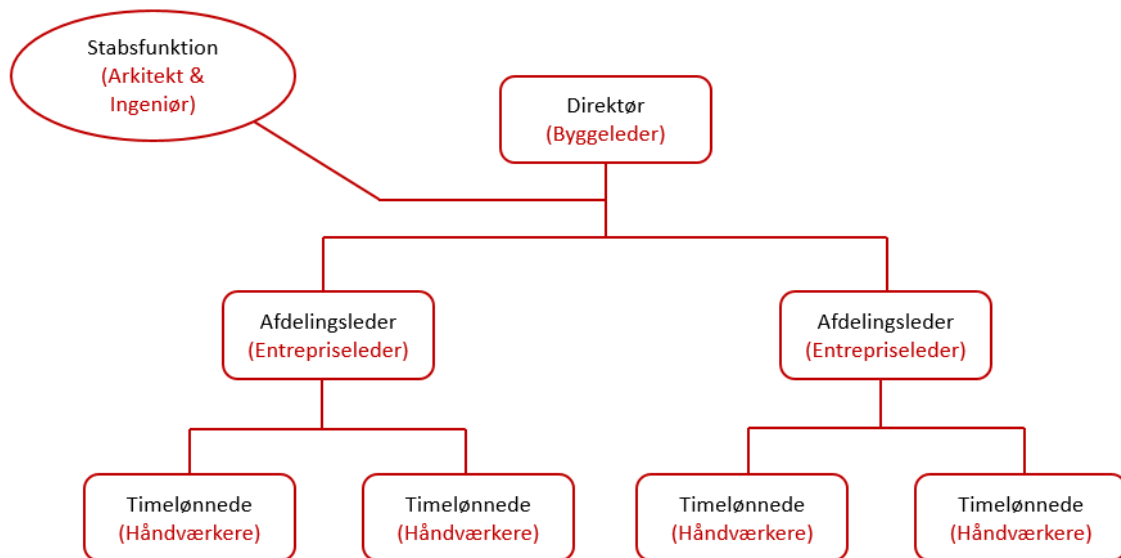 Stabsfunktion
(Arkitekt &
Ingeniør)
Direktør
(Byggeleder)
Afdelingsleder
(Entrepriseleder)
Afdelingsleder
(Entrepriseleder)
Timelønnede
(Håndværkere)
Timelønnede
(Håndværkere)
Timelønnede
(Håndværkere)
Timelønnede
(Håndværkere)